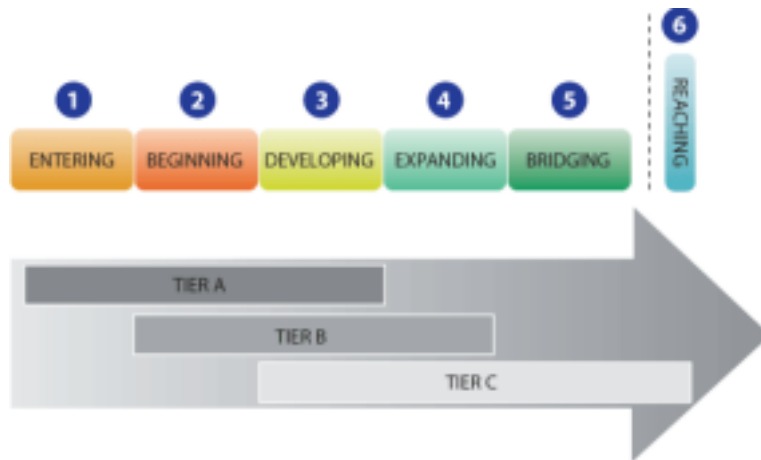 1 2 3 4 5 6
ENTERING BEGINNING DEVELOPING EXPANDING BRIDGING REACHING
TIER A
TIER B
TIER C